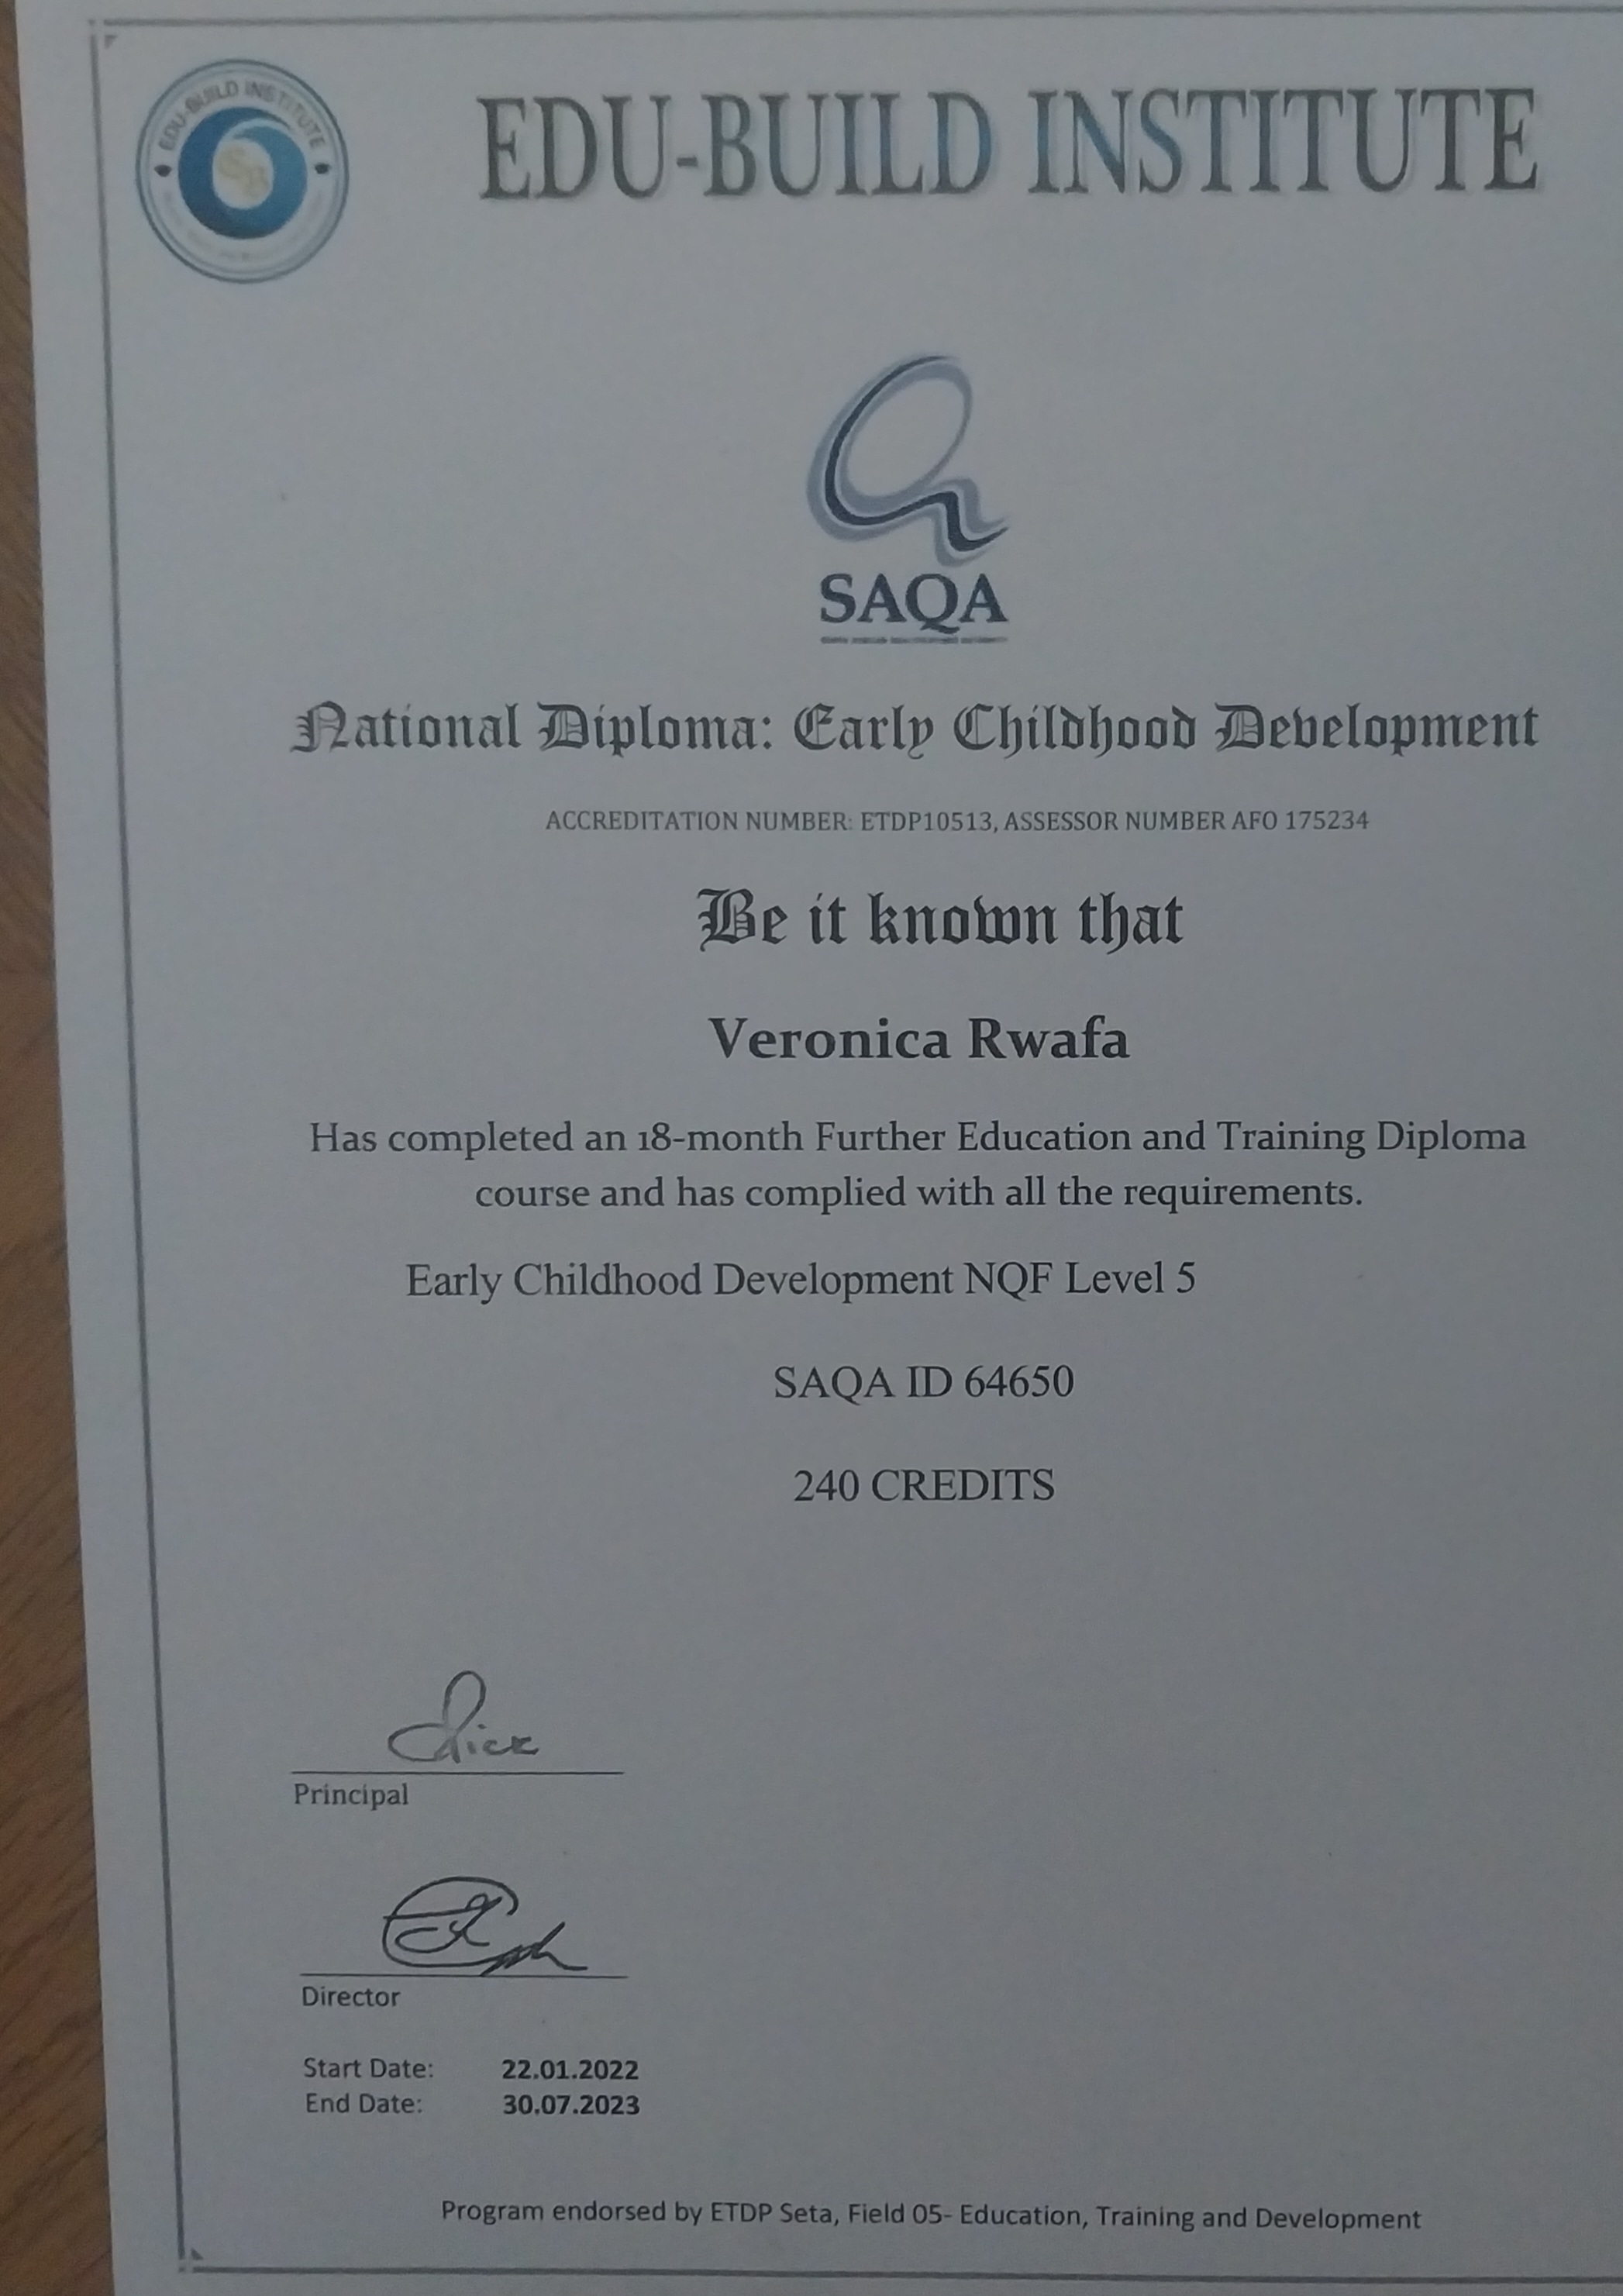 EDU-BUILD INSTITUTE
EDU-BUILD INSTITUTE
SAQA
National Diploma: Early Childhood Development
ACCREDITATION NUMBER: ETDP10513, ASSESSOR NUMBER AFO 175234
Be it known that
Veronica Rwafa
Has completed an 18-month Further Education and Training Diploma
course and has complied with all the requirements.
Early Childhood Development NQF Level 5
SAQA ID 64650
240 CREDITS
Principal
Director
Start Date: 22.01.2022
End Date: 30.07.2023
Program endorsed by ETDP Seta, Field 05- Education, Training and Development